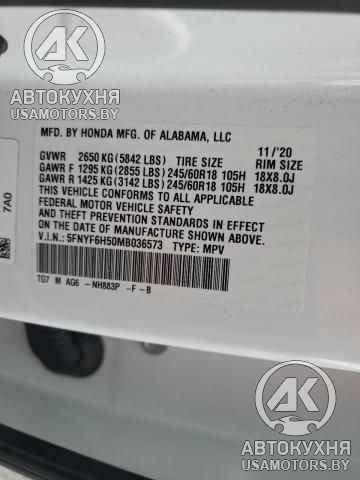 АВТОКУХНЯ
USAMOTORS.BY
АВТОКУХНЯ
USAMOTORS.BY
7A0
MFD. BY HONDA MFG. OF ALABAMA, LLC
11/'20
GVWR 2650 KG (5842 LBS) TIRE SIZE RIM SIZE
GAWR F 1295 KG (2855 LBS) 245/60R18 105H 18X8.0J
GAWR R 1425 KG (3142 LBS) 245/60R18 105H 18X8.0J
THIS VEHICLE CONFORMS TO ALL APPLICABLE
FEDERAL MOTOR VEHICLE SAFETY
AND THEFT PREVENTION STANDARDS IN EFFECT
ON THE DATE OF MANUFACTURE SHOWN ABOVE.
V.I.N.: 5FNYF6H50MB036573 TYPE: MPV
TG7 M AG6 -NH883P -F -B
АК
АВТОКУХНЯ
USAMOTORS.BY